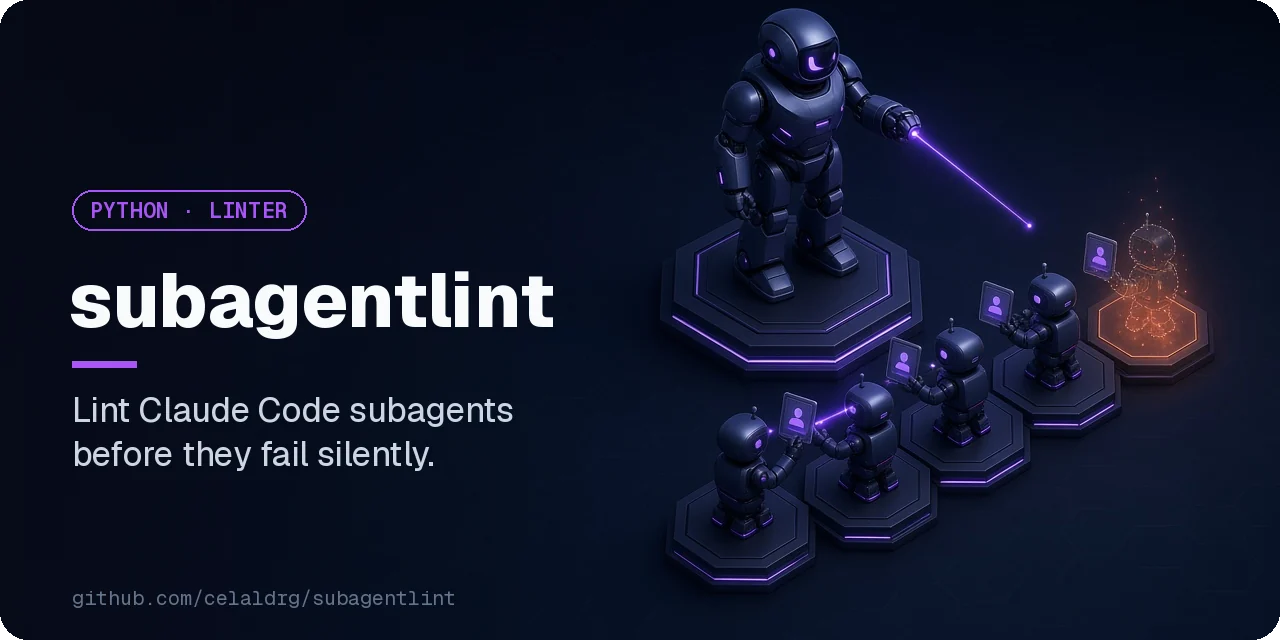 PYTHON · LINTER
subagentlint
Lint Claude Code subagents
before they fail silently.
github.com/celaldrg/subagentlint